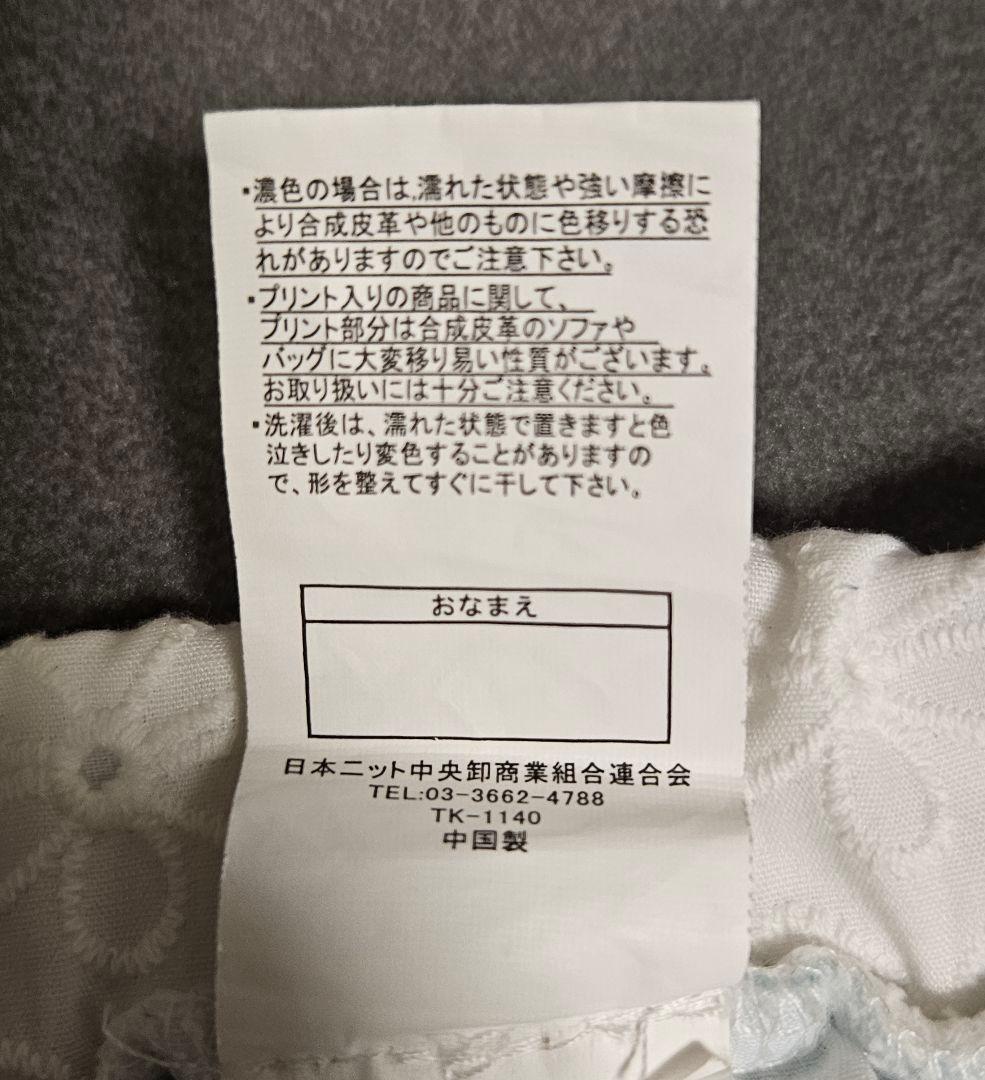 ・濃色の場合は、濡れた状態や強い摩擦に
より合成皮革や他のものに色移りする恐
れがありますのでご注意下さい。
・プリント入りの商品に関して、
プリント部分は合成皮革のソファや
バッグに大変移り易い性質がございます。
お取り扱いには十分ご注意ください。
・洗濯後は、濡れた状態で置きますと色
泣きしたり変色することがありますの
で、形を整えてすぐに干して下さい。
おなまえ
日本ニット中央卸商業組合連合会
TEL:03-3662-4788
TK-1140
中国製